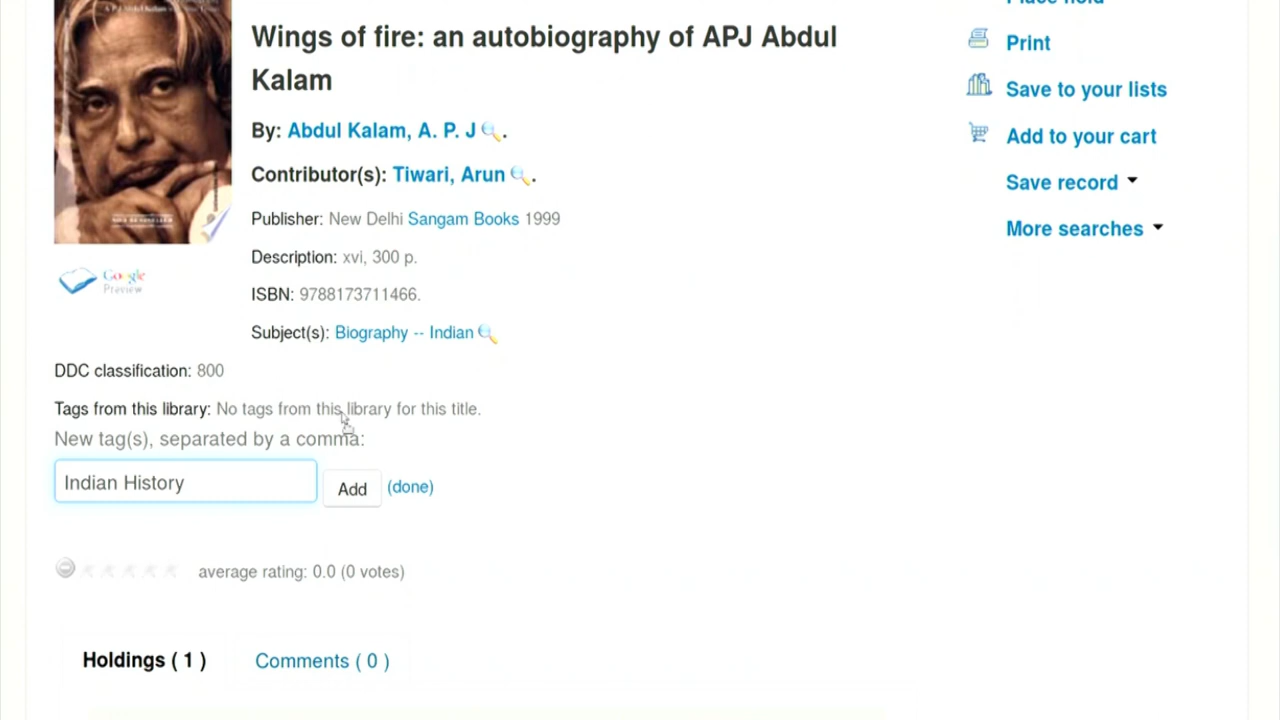 Place hold
Wings of fire: an autobiography of APJ Abdul
Kalam
Print
Save to your lists
By: Abdul Kalam, A. P. J .
Add to your cart
Contributor(s): Tiwari, Arun .
Save record
Publisher: New Delhi Sangam Books 1999
More searches
Description: xvi, 300 p.
Google
Preview
ISBN: 9788173711466.
Subject(s): Biography -- Indian
DDC classification: 800
Tags from this library: No tags from this library for this title.
New tag(s), separated by a comma:
Indian History
Add
(done)
average rating: 0.0 (0 votes)
Holdings ( 1 )
Comments ( 0 )